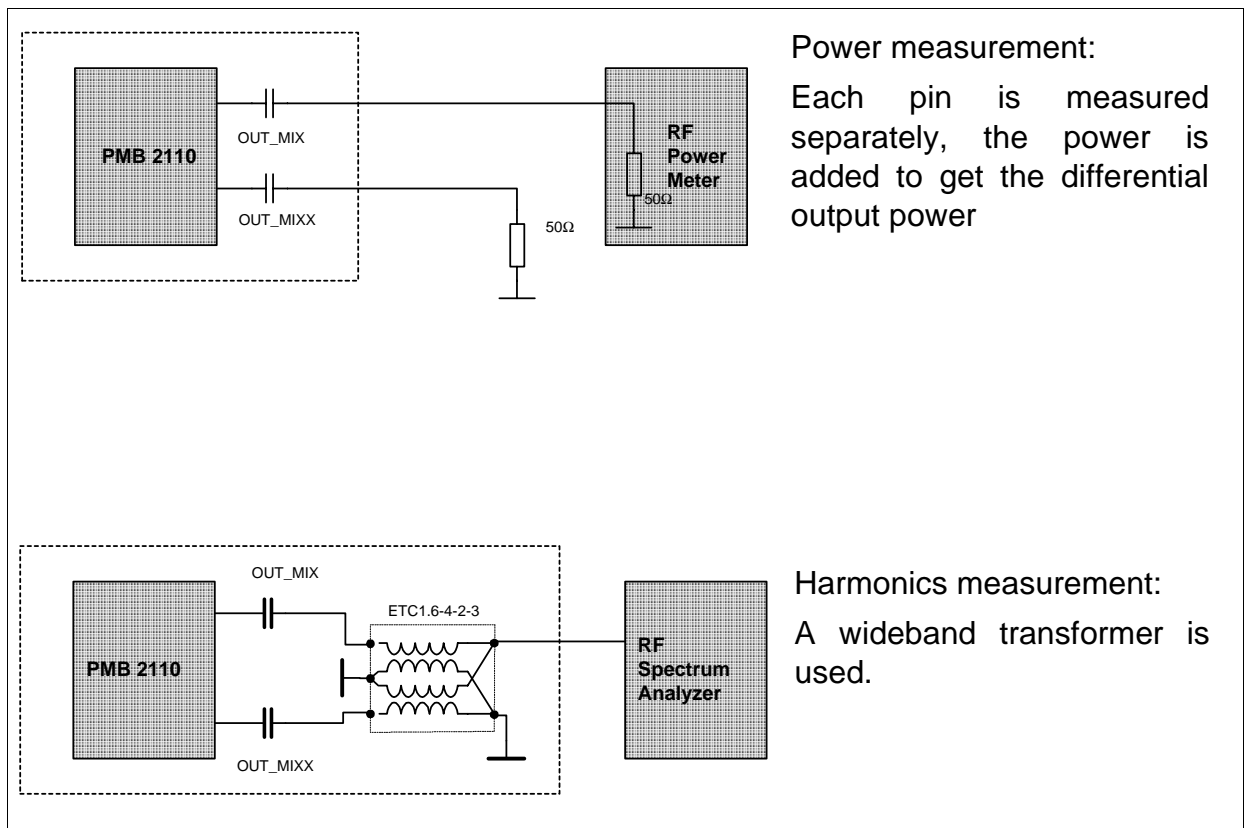 Power measurement:
Each pin is measured
separately, the power is
added to get the differential
output power
PMB 2110
OUT_MIX
OUT_MIXX
50Ω
RF
Power
Meter
50Ω
Harmonics measurement:
A wideband transformer is
used.
PMB 2110
OUT_MIX
ETC1.6-4-2-3
OUT_MIXX
RF
Spectrum
Analyzer